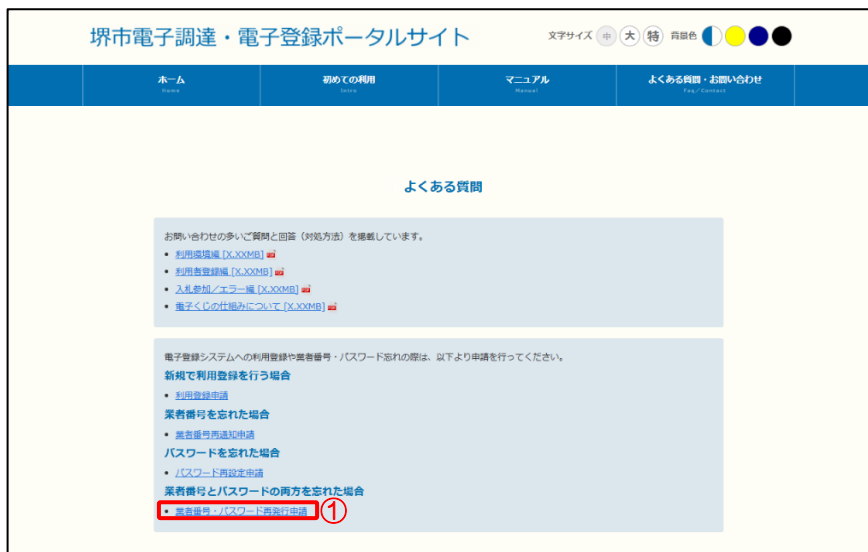 堺市電子調達・電子登録ポータルサイト
文字サイズ 中 大 特 背景色
ホーム 初めての利用 マニュアル よくある質問・お問い合わせ
Home Intro Manual Faq/Contact
よくある質問
お問い合わせの多いご質問と回答（対処方法）を掲載しています。
• 利用環境編 [X.XXMB]
• 利用者登録編 [X.XXMB]
• 入札参加／エラー編 [X.XXMB]
• 電子くじの仕組みについて [X.XXMB]
電子登録システムへの利用登録や業者番号・パスワード忘れの際は、以下より申請を行ってください。
新規で利用登録を行う場合
• 利用登録申請
業者番号を忘れた場合
• 業者番号再通知申請
パスワードを忘れた場合
• パスワード再設定申請
業者番号とパスワードの両方を忘れた場合
• 業者番号・パスワード再発行申請 ①